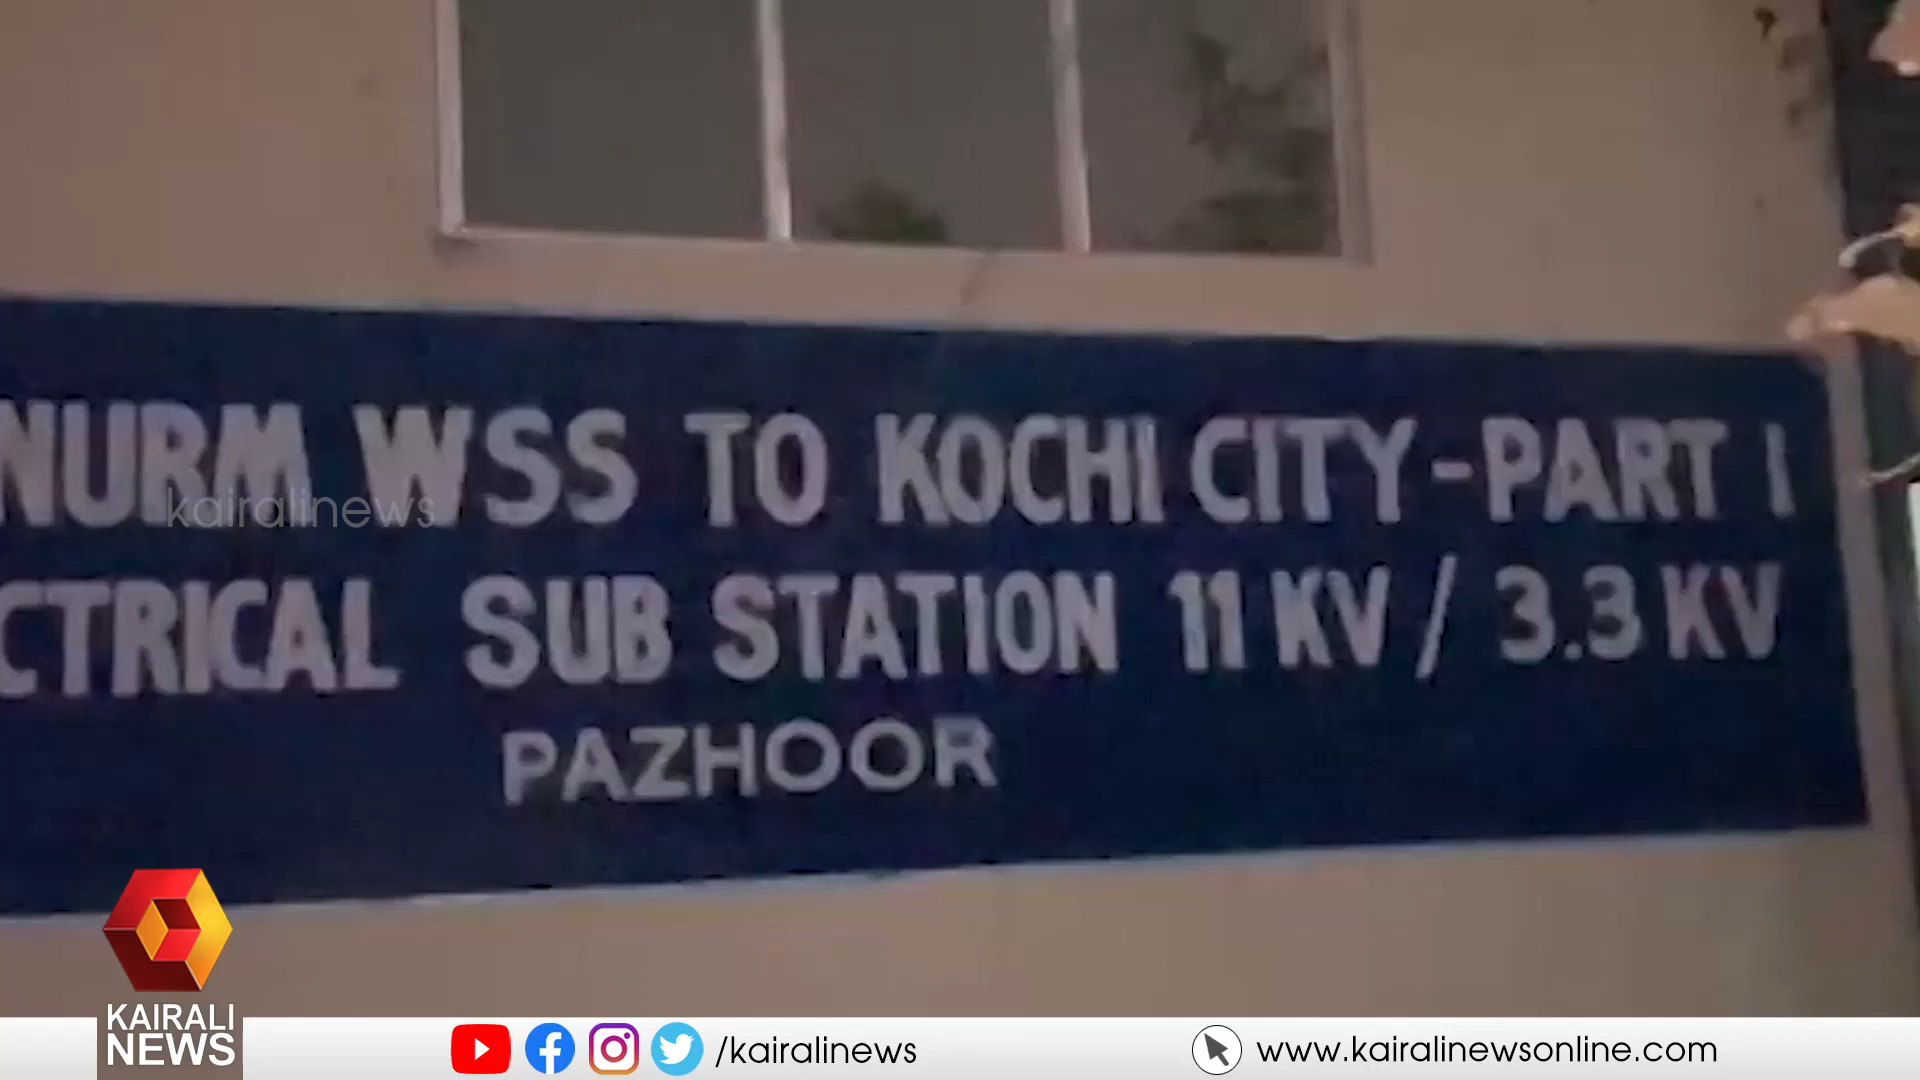 NURM WSS TO KOCHI CITY-PART I
CTRICAL SUB STATION 11 KV / 3.3 KV
PAZHOOR
kairalinews
KAIRALI
NEWS
/kairalinews
www.kairalinewsonline.com